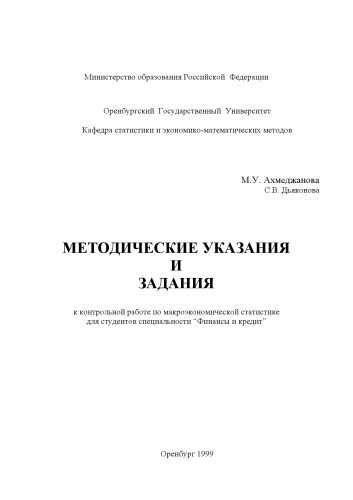 Министерство образования Российской Федерации
Оренбургский Государственный Университет
Кафедра статистики и экономико-математических методов
М.У. Ахмеджанова
С.В. Дьяконова
МЕТОДИЧЕСКИЕ УКАЗАНИЯ
И
ЗАДАНИЯ
к контрольной работе по макроэкономической статистике
для студентов специальности “Финансы и кредит”
Оренбург 1999